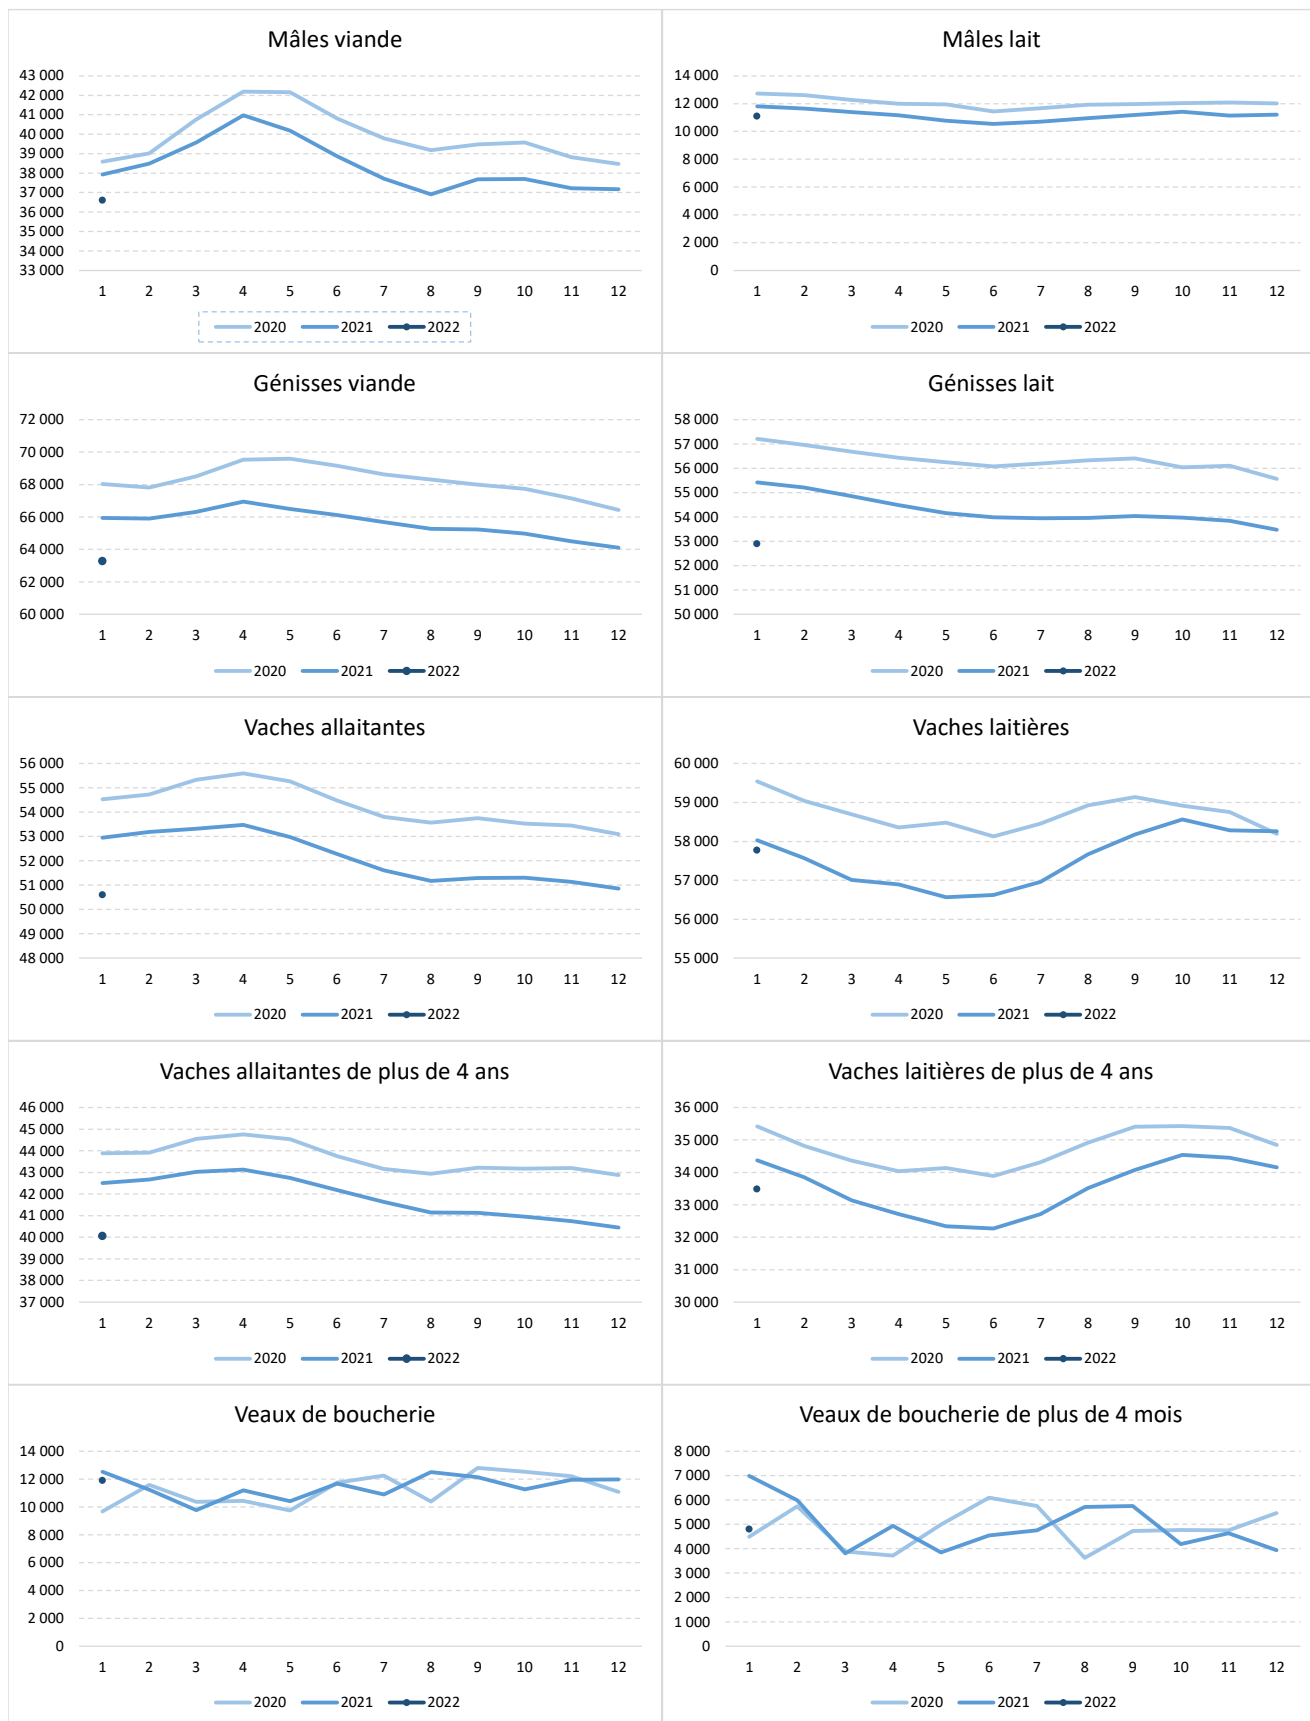 Mâles viande
43 000
42 000
41 000
40 000
39 000
38 000
37 000
36 000
35 000
34 000
33 000
1 2 3 4 5 6 7 8 9 10 11 12
2020 2021 2022
Mâles lait
14 000
12 000
10 000
8 000
6 000
4 000
2 000
0
1 2 3 4 5 6 7 8 9 10 11 12
2020 2021 2022
Génisses viande
72 000
70 000
68 000
66 000
64 000
62 000
60 000
1 2 3 4 5 6 7 8 9 10 11 12
2020 2021 2022
Génisses lait
58 000
57 000
56 000
55 000
54 000
53 000
52 000
51 000
50 000
1 2 3 4 5 6 7 8 9 10 11 12
2020 2021 2022
Vaches allaitantes
56 000
55 000
54 000
53 000
52 000
51 000
50 000
49 000
48 000
1 2 3 4 5 6 7 8 9 10 11 12
2020 2021 2022
Vaches laitières
60 000
59 000
58 000
57 000
56 000
55 000
1 2 3 4 5 6 7 8 9 10 11 12
2020 2021 2022
Vaches allaitantes de plus de 4 ans
46 000
45 000
44 000
43 000
42 000
41 000
40 000
39 000
38 000
37 000
1 2 3 4 5 6 7 8 9 10 11 12
2020 2021 2022
Vaches laitières de plus de 4 ans
36 000
35 000
34 000
33 000
32 000
31 000
30 000
1 2 3 4 5 6 7 8 9 10 11 12
2020 2021 2022
Veaux de boucherie
14 000
12 000
10 000
8 000
6 000
4 000
2 000
0
1 2 3 4 5 6 7 8 9 10 11 12
2020 2021 2022
Veaux de boucherie de plus de 4 mois
8 000
7 000
6 000
5 000
4 000
3 000
2 000
1 000
0
1 2 3 4 5 6 7 8 9 10 11 12
2020 2021 2022